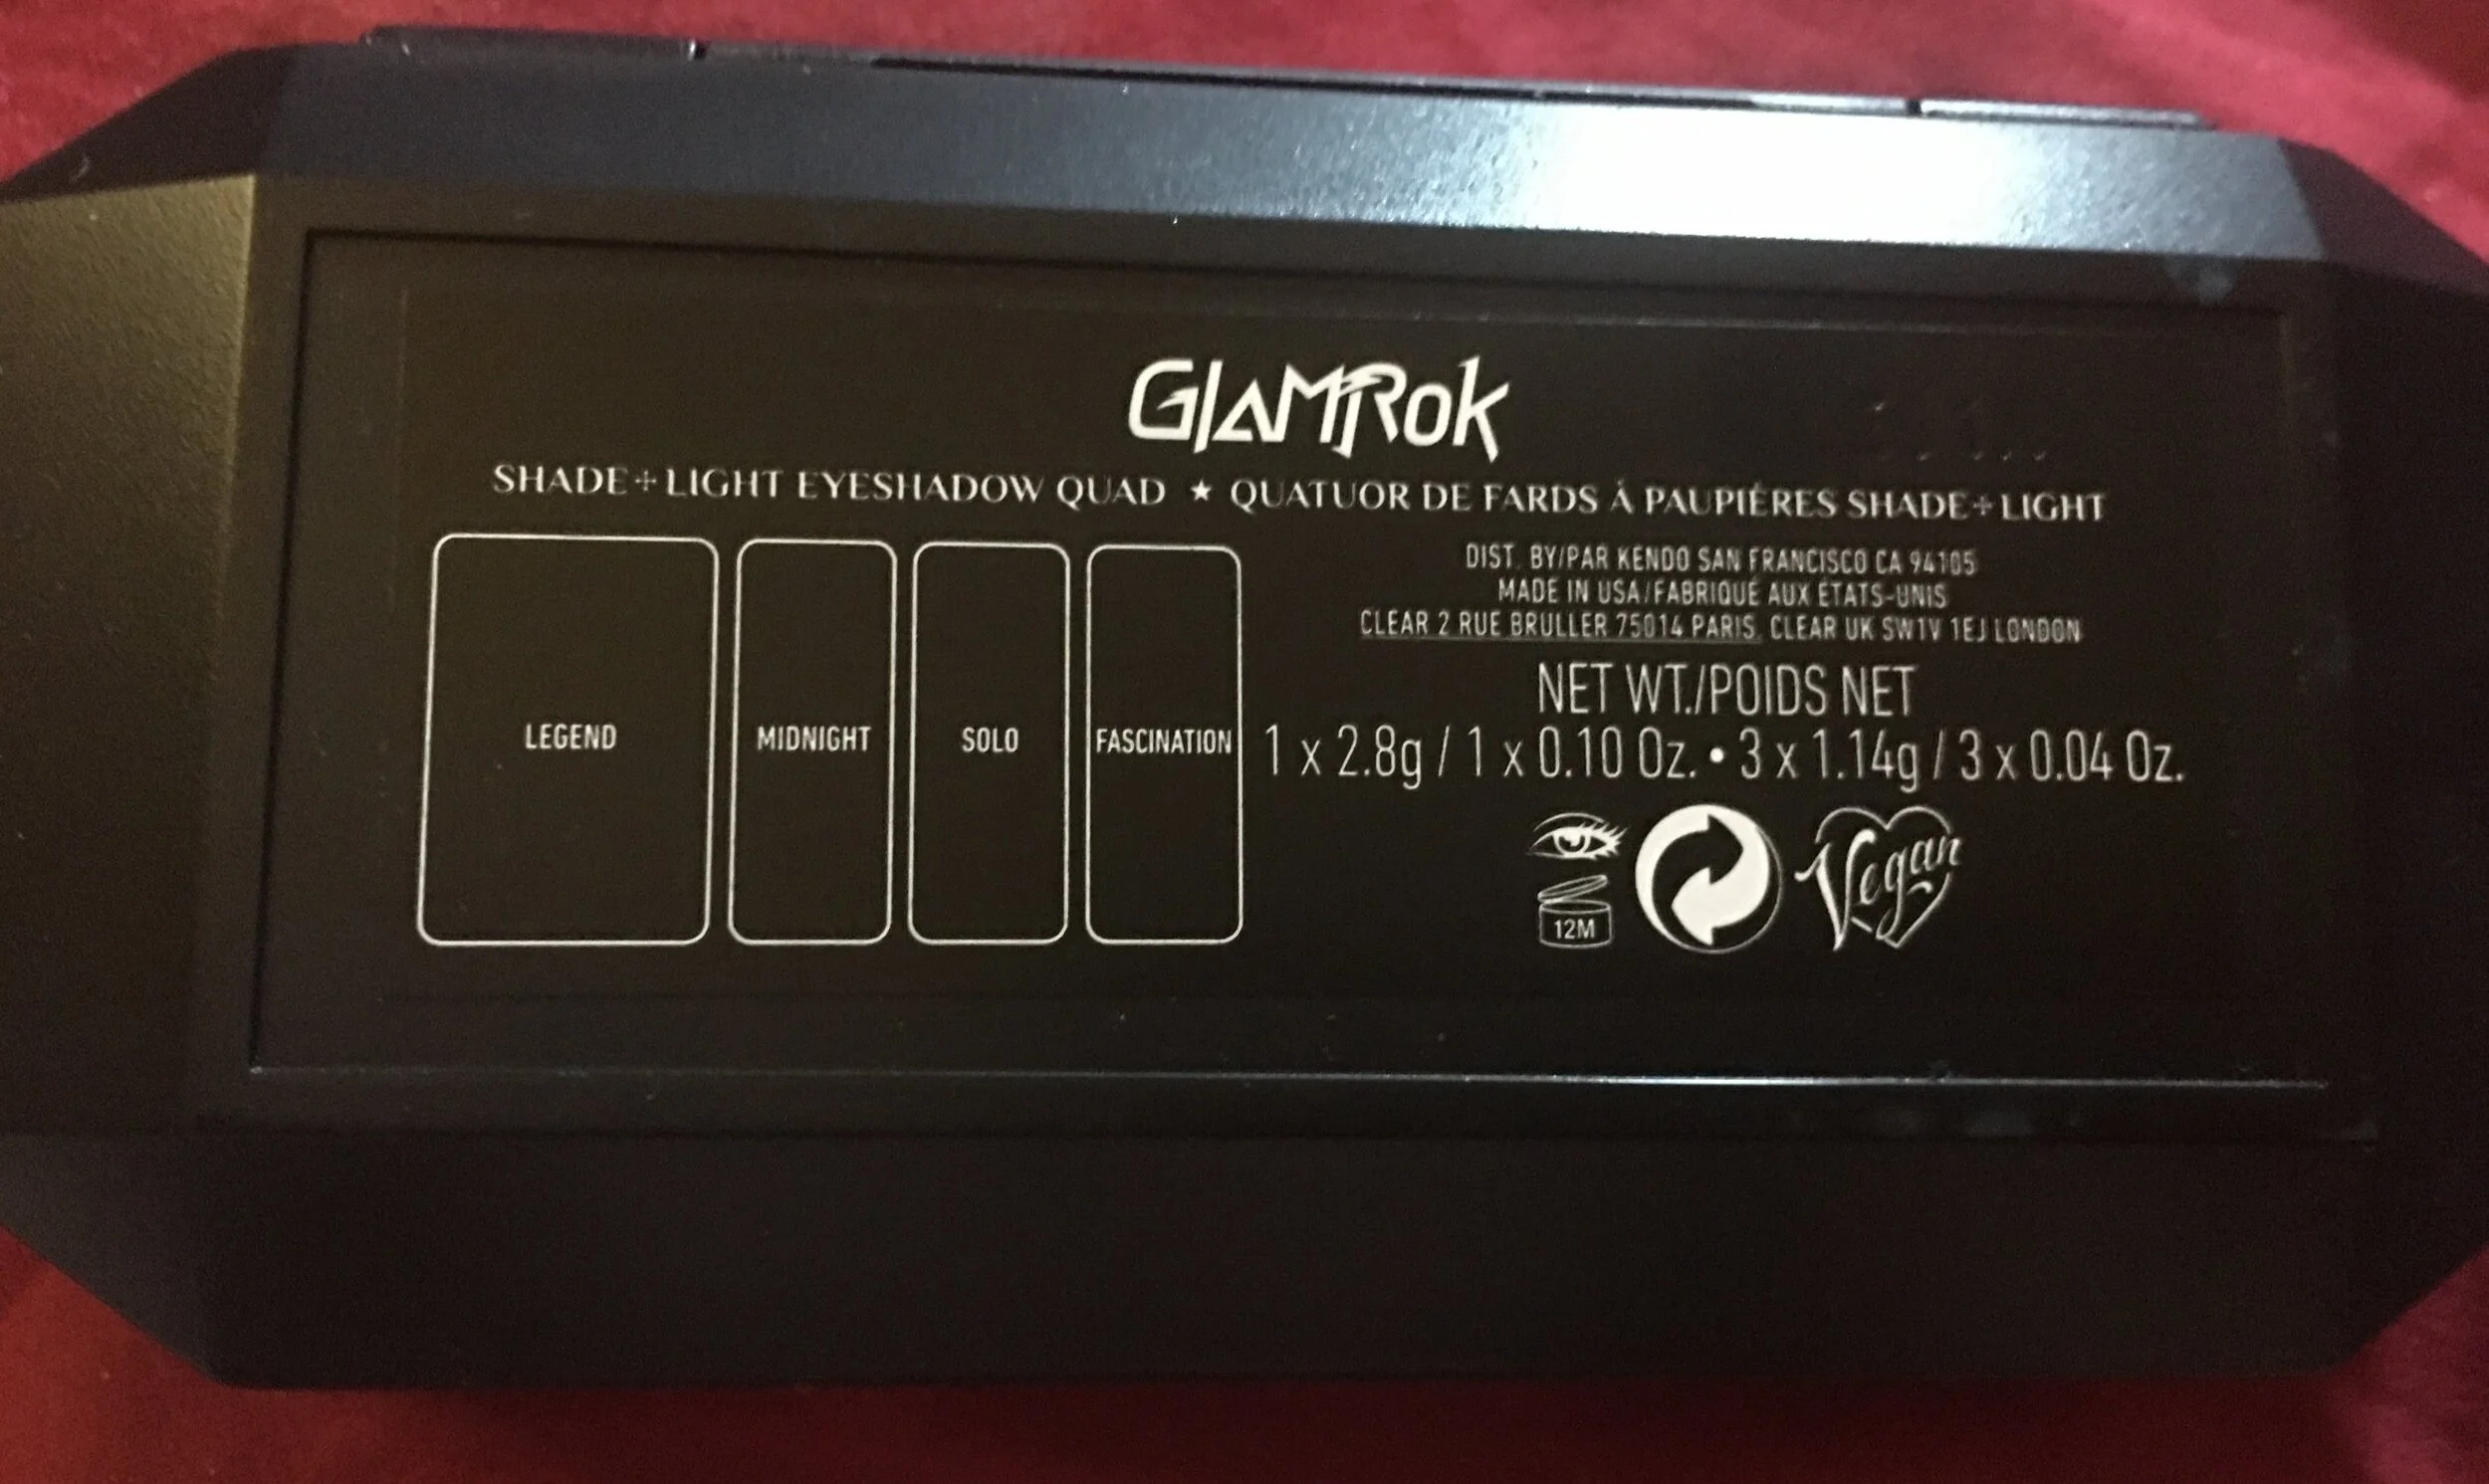 GlamRok
SHADE+LIGHT EYESHADOW QUAD ★ QUATUOR DE FARDS À PAUPIÈRES SHADE+LIGHT
LEGEND
MIDNIGHT
SOLO
FASCINATION
DIST. BY/PAR KENDO SAN FRANCISCO CA 94105
MADE IN USA/FABRIQUÉ AUX ÉTATS-UNIS
CLEAR 2 RUE BRULLER 75014 PARIS. CLEAR UK SW1V 1EJ LONDON
NET WT./POIDS NET
1 x 2.8g / 1 x 0.10 Oz. • 3 x 1.14g / 3 x 0.04 Oz.
12M
Vegan